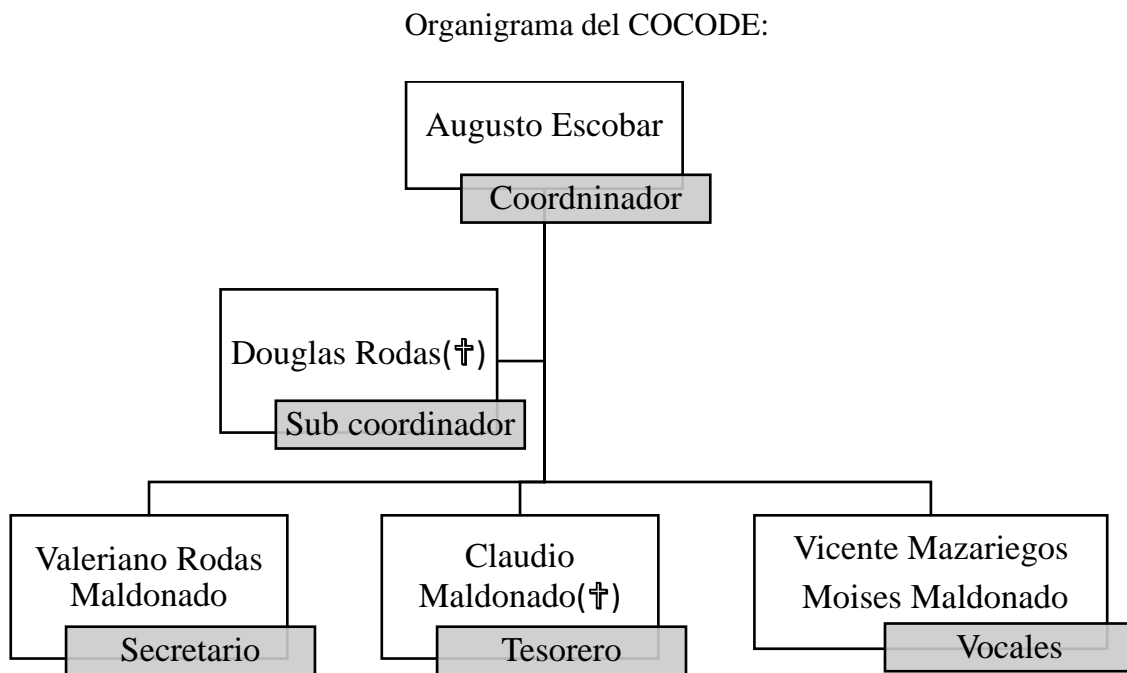 Organigrama del COCODE:
Augusto Escobar
Coordninador
Douglas Rodas(✞)
Sub coordinador
Valeriano Rodas
Maldonado
Secretario
Claudio
Maldonado(✞)
Tesorero
Vicente Mazariegos
Moises Maldonado
Vocales